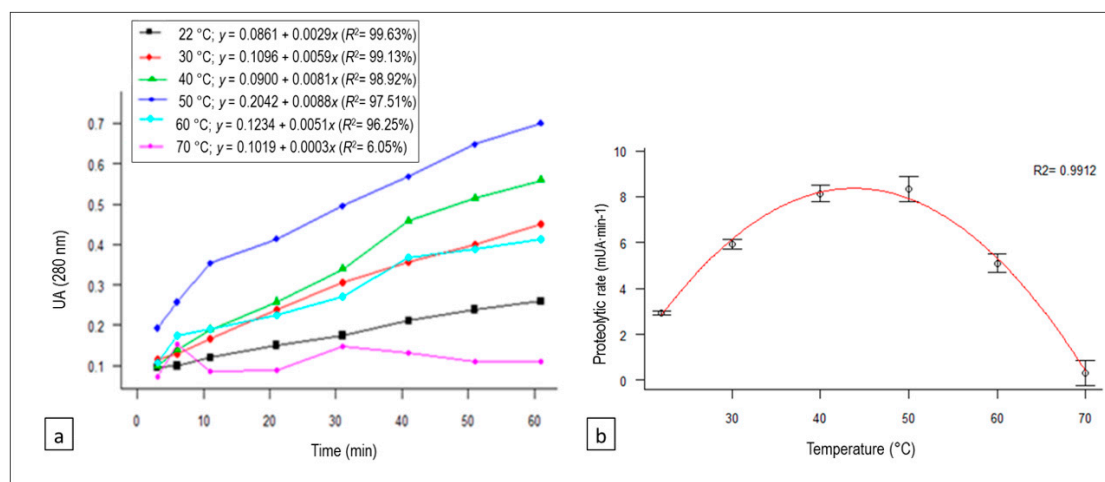 22 °C; y = 0.0861 + 0.0029x (R²= 99.63%)
30 °C; y = 0.1096 + 0.0059x (R²= 99.13%)
40 °C; y = 0.0900 + 0.0081x (R²= 98.92%)
50 °C; y = 0.2042 + 0.0088x (R²= 97.51%)
60 °C; y = 0.1234 + 0.0051x (R²= 96.25%)
70 °C; y = 0.1019 + 0.0003x (R²= 6.05%)
UA (280 nm)
0.7
0.6
0.5
0.4
0.3
0.2
0.1
0 10 20 30 40 50 60
Time (min)
a
Proteolytic rate (mUA·min-1)
10
8
6
4
2
0
R2= 0.9912
30 40 50 60 70
Temperature (°C)
b